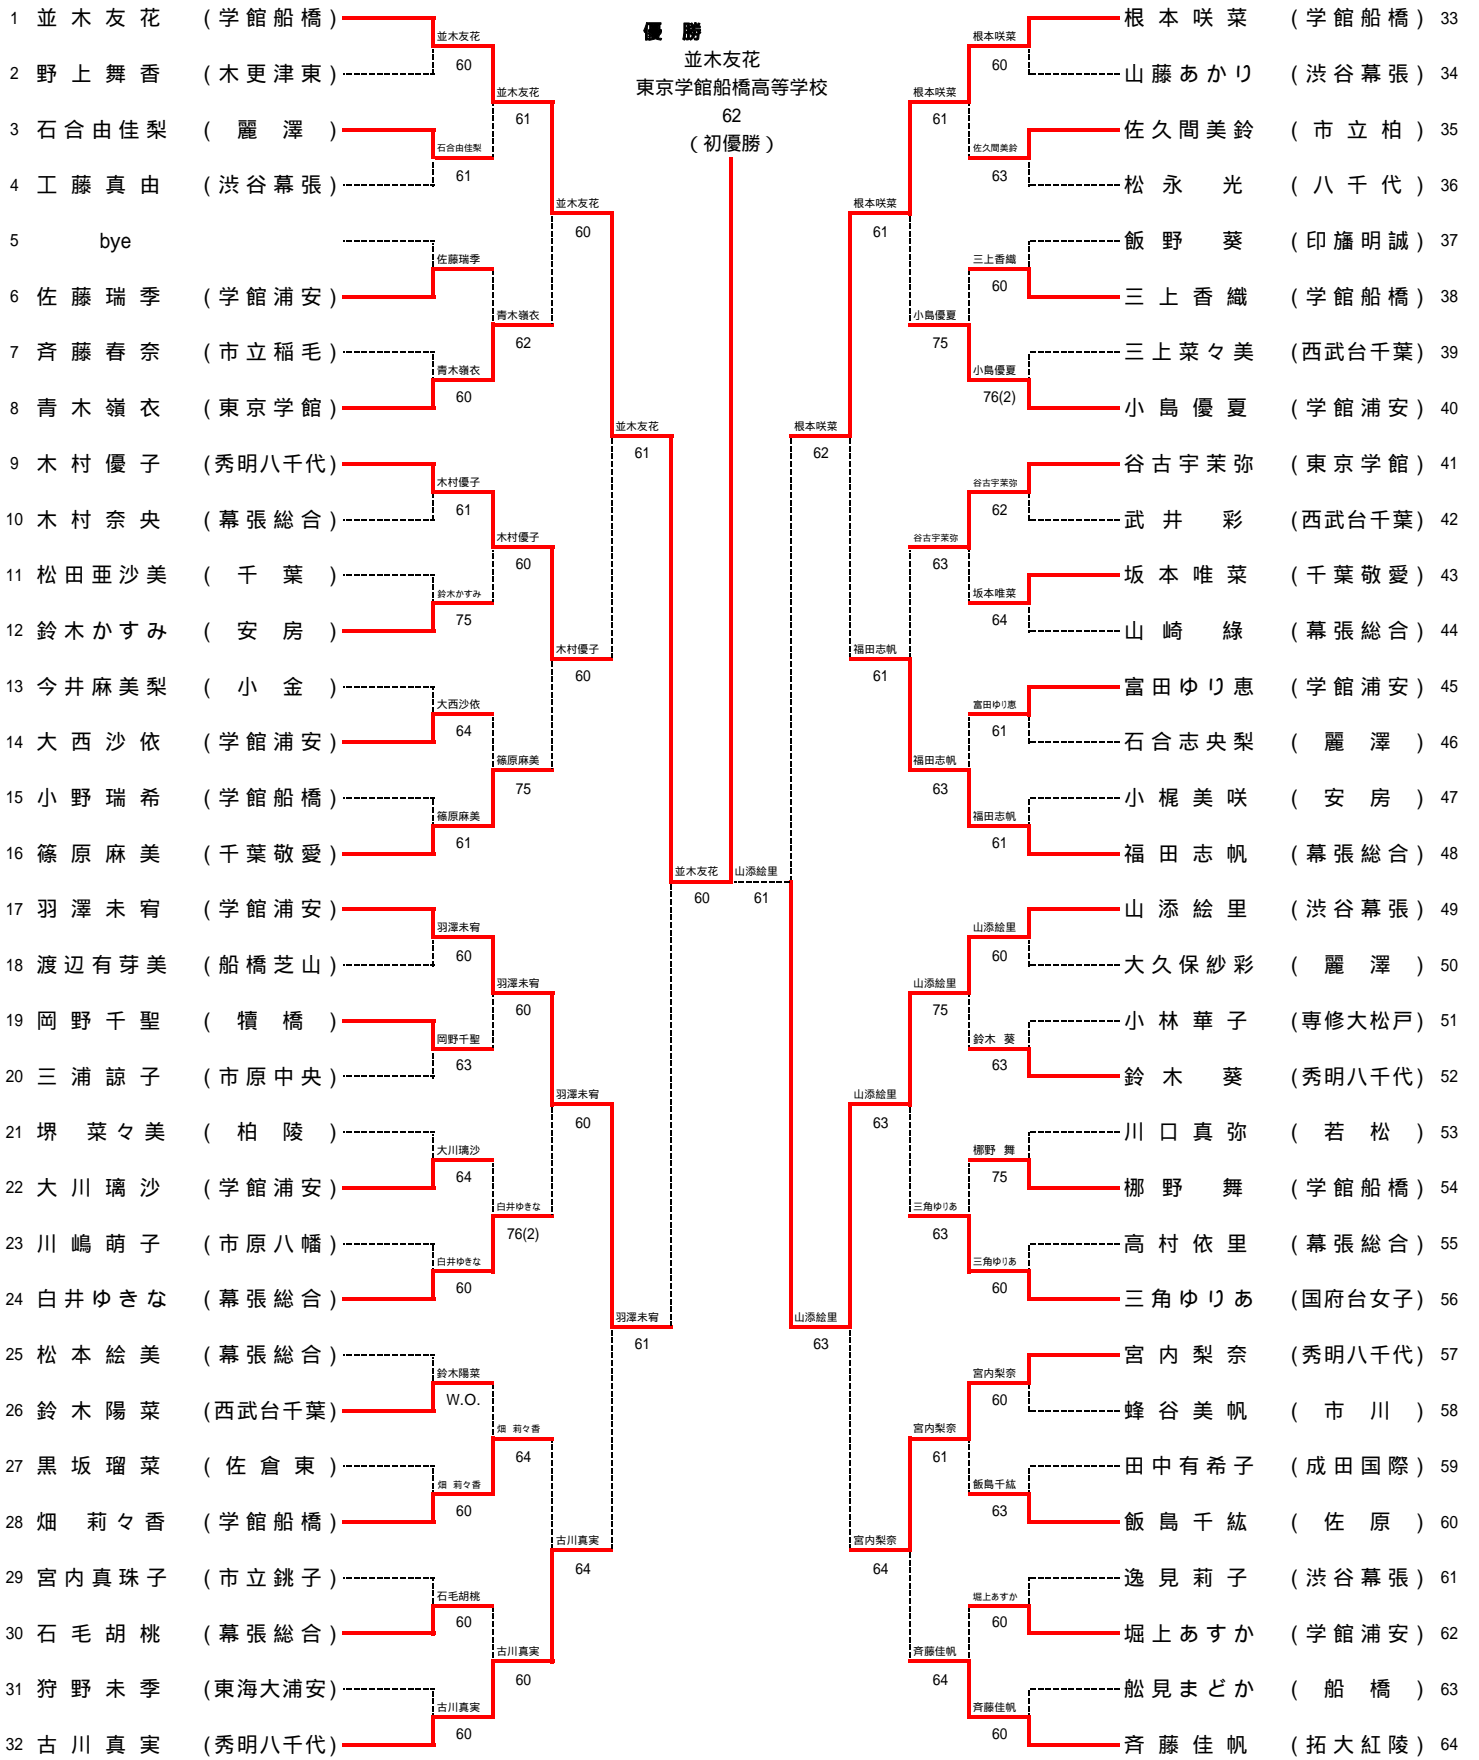 優勝
並木友花
東京学館船橋高等学校
62
(初優勝)
1 並木友花 (学館船橋)
2 野上舞香 (木更津東)
3 石合由佳梨 (麗澤)
4 工藤真由 (渋谷幕張)
5 bye
6 佐藤瑞季 (学館浦安)
7 斉藤春奈 (市立稲毛)
8 青木嶺衣 (東京学館)
9 木村優子 (秀明八千代)
10 木村奈央 (幕張総合)
11 松田亜沙美 (千葉)
12 鈴木かすみ (安房)
13 今井麻美梨 (小金)
14 大西沙依 (学館浦安)
15 小野瑞希 (学館船橋)
16 篠原麻美 (千葉敬愛)
17 羽澤未宥 (学館浦安)
18 渡辺有芽美 (船橋芝山)
19 岡野千聖 (犢橋)
20 三浦諒子 (市原中央)
21 堺菜々美 (柏陵)
22 大川璃沙 (学館浦安)
23 川嶋萌子 (市原八幡)
24 白井ゆきな (幕張総合)
25 松本絵美 (幕張総合)
26 鈴木陽菜 (西武台千葉)
27 黒坂瑠菜 (佐倉東)
28 畑莉々香 (学館船橋)
29 宮内真珠子 (市立銚子)
30 石毛胡桃 (幕張総合)
31 狩野未季 (東海大浦安)
32 古川真実 (秀明八千代)
並木友花
60
石合由佳梨
61
佐藤瑞季
青木嶺衣
60
木村優子
61
鈴木かすみ
75
大西沙依
64
篠原麻美
61
羽澤未宥
60
岡野千聖
63
大川璃沙
64
白井ゆきな
60
鈴木陽菜
W.O.
畑 莉々香
60
石毛胡桃
60
古川真実
60
並木友花
61
青木嶺衣
62
木村優子
60
篠原麻美
75
羽澤未宥
60
白井ゆきな
76(2)
畑 莉々香
64
古川真実
60
並木友花
60
木村優子
60
羽澤未宥
60
古川真実
64
並木友花
61
羽澤未宥
61
並木友花
60
山添絵里
61
根本咲菜
62
山添絵里
63
根本咲菜
61
福田志帆
61
山添絵里
63
宮内梨奈
64
根本咲菜
61
小島優夏
75
谷古宇茉弥
63
福田志帆
63
山添絵里
75
三角ゆりあ
63
宮内梨奈
61
斉藤佳帆
64
根本咲菜
60
佐久間美鈴
63
三上香織
60
小島優夏
76(2)
谷古宇茉弥
62
坂本唯菜
64
富田ゆり恵
61
福田志帆
61
山添絵里
60
鈴木 葵
63
梛野 舞
75
三角ゆりあ
60
宮内梨奈
60
飯島千紘
63
堀上あすか
60
斉藤佳帆
60
根本咲菜 (学館船橋) 33
山藤あかり (渋谷幕張) 34
佐久間美鈴 (市立柏) 35
松永光 (八千代) 36
飯野葵 (印旛明誠) 37
三上香織 (学館船橋) 38
三上菜々美 (西武台千葉) 39
小島優夏 (学館浦安) 40
谷古宇茉弥 (東京学館) 41
武井彩 (西武台千葉) 42
坂本唯菜 (千葉敬愛) 43
山崎綠 (幕張総合) 44
富田ゆり恵 (学館浦安) 45
石合志央梨 (麗澤) 46
小梶美咲 (安房) 47
福田志帆 (幕張総合) 48
山添絵里 (渋谷幕張) 49
大久保紗彩 (麗澤) 50
小林華子 (専修大松戸) 51
鈴木葵 (秀明八千代) 52
川口真弥 (若松) 53
梛野舞 (学館船橋) 54
高村依里 (幕張総合) 55
三角ゆりあ (国府台女子) 56
宮内梨奈 (秀明八千代) 57
蜂谷美帆 (市川) 58
田中有希子 (成田国際) 59
飯島千紘 (佐原) 60
逸見莉子 (渋谷幕張) 61
堀上あすか (学館浦安) 62
舩見まどか (船橋) 63
斉藤佳帆 (拓大紅陵) 64